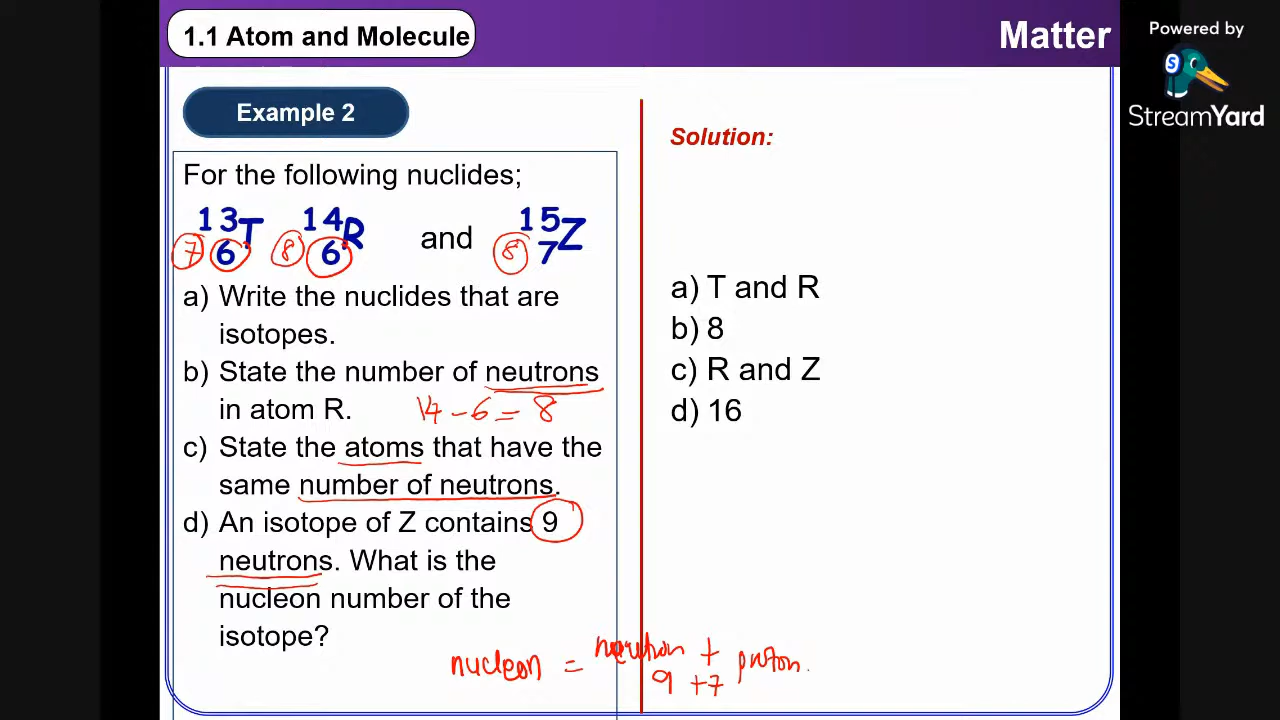 1.1 Atom and Molecule
Matter
Powered by
StreamYard
Example 2
For the following nuclides;
13 6 T 14 6 R and 15 7 Z
7 8 8
a) Write the nuclides that are
isotopes.
b) State the number of neutrons
in atom R. 14 - 6 = 8
c) State the atoms that have the
same number of neutrons.
d) An isotope of Z contains 9
neutrons. What is the
nucleon number of the
isotope?
nucleon = neutron + proton.
9 + 7
Solution:
a) T and R
b) 8
c) R and Z
d) 16